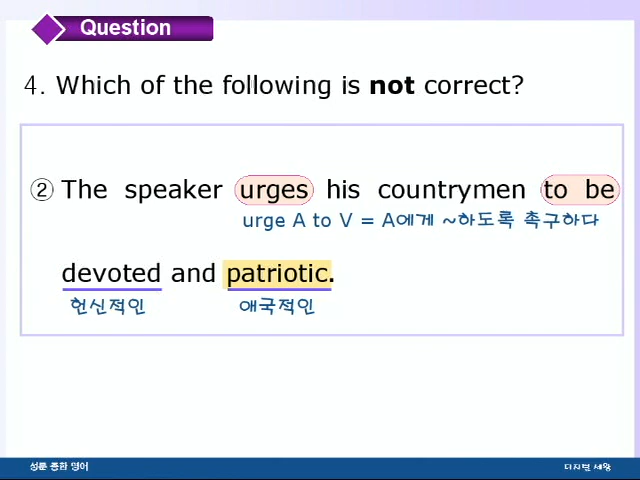 Question
4. Which of the following is not correct?
② The speaker urges his countrymen to be
urge A to V = A에게 ~하도록 촉구하다
devoted and patriotic.
헌신적인 애국적인
성문 종합 영어 디지털 세움